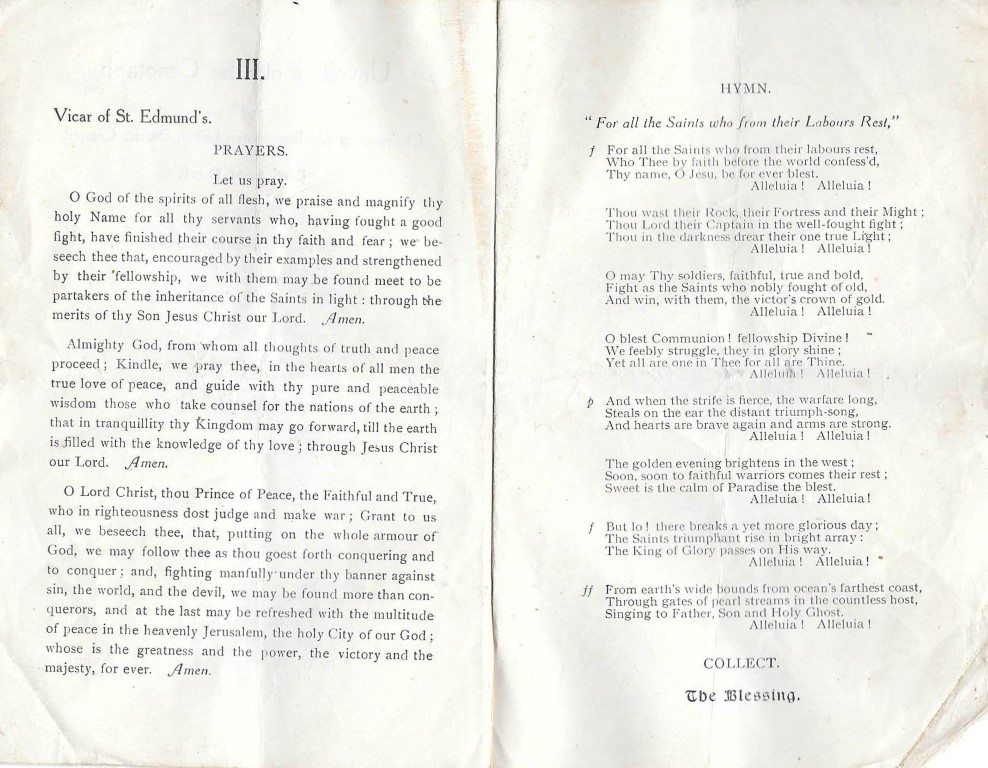 III.
Vicar of St. Edmund's.
PRAYERS.
Let us pray.
O God of the spirits of all flesh, we praise and magnify thy
holy Name for all thy servants who, having fought a good
fight, have finished their course in thy faith and fear; we be-
seech thee that, encouraged by their examples and strengthened
by their fellowship, we with them may be found meet to be
partakers of the inheritance of the Saints in light: through the
merits of thy Son Jesus Christ our Lord. Amen.
Almighty God, from whom all thoughts of truth and peace
proceed; Kindle, we pray thee, in the hearts of all men the
true love of peace, and guide with thy pure and peaceable
wisdom those who take counsel for the nations of the earth;
that in tranquillity thy Kingdom may go forward, till the earth
is filled with the knowledge of thy love; through Jesus Christ
our Lord. Amen.
O Lord Christ, thou Prince of Peace, the Faithful and True,
who in righteousness dost judge and make war; Grant to us
all, we beseech thee, that, putting on the whole armour of
God, we may follow thee as thou goest forth conquering and
to conquer; and, fighting manfully under thy banner against
sin, the world, and the devil, we may be found more than con-
querors, and at the last may be refreshed with the multitude
of peace in the heavenly Jerusalem, the holy City of our God;
whose is the greatness and the power, the victory and the
majesty, for ever. Amen.
HYMN.
"For all the Saints who from their Labours Rest,"
f For all the Saints who from their labours rest,
Who Thee by faith before the world confess'd,
Thy name, O Jesu, be for ever blest.
Alleluia! Alleluia!
Thou wast their Rock, their Fortress and their Might;
Thou Lord their Captain in the well-fought fight;
Thou in the darkness drear their one true Light;
Alleluia! Alleluia!
O may Thy soldiers, faithful, true and bold,
Fight as the Saints who nobly fought of old,
And win, with them, the victor's crown of gold.
Alleluia! Alleluia!
O blest Communion! fellowship Divine!
We feebly struggle, they in glory shine;
Yet all are one in Thee for all are Thine.
Alleluia! Alleluia!
p And when the strife is fierce, the warfare long,
Steals on the ear the distant triumph-song,
And hearts are brave again and arms are strong.
Alleluia! Alleluia!
The golden evening brightens in the west;
Soon, soon to faithful warriors comes their rest;
Sweet is the calm of Paradise the blest.
Alleluia! Alleluia!
f But lo! there breaks a yet more glorious day;
The Saints triumphant rise in bright array:
The King of Glory passes on His way.
Alleluia! Alleluia!
ff From earth's wide bounds from ocean's farthest coast,
Through gates of pearl streams in the countless host,
Singing to Father, Son and Holy Ghost.
Alleluia! Alleluia!
COLLECT.
The Blessing.